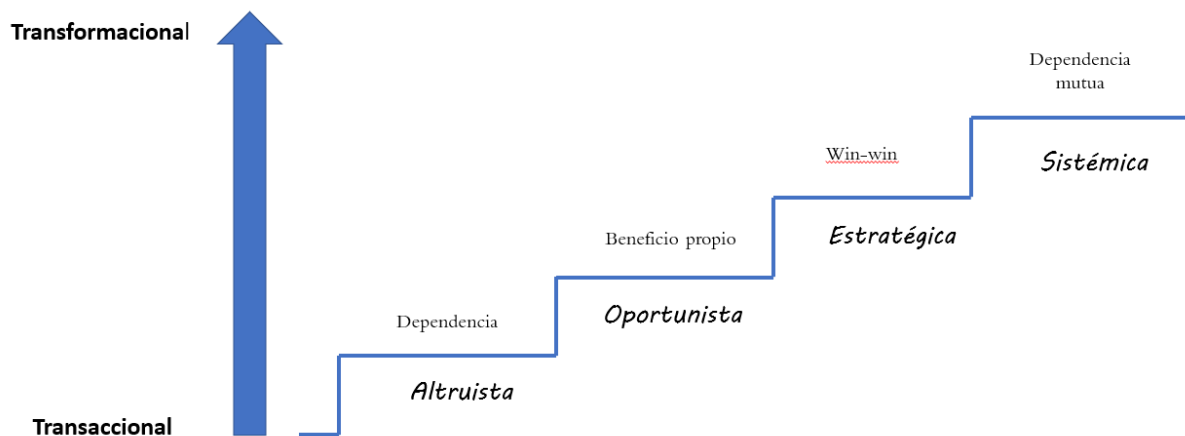 Transformacional
Dependencia
mutua
Win-win
Sistémica
Beneficio propio
Estratégica
Dependencia
Oportunista
Altruista
Transaccional